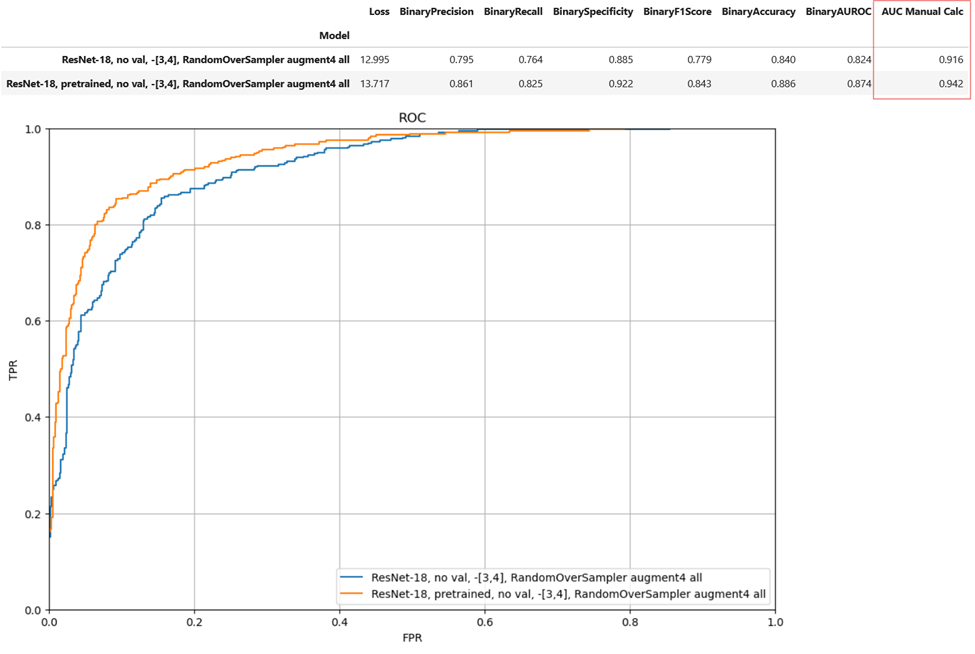 Loss BinaryPrecision BinaryRecall BinarySpecificity BinaryF1Score BinaryAccuracy BinaryAUROC AUC Manual Calc
Model
ResNet-18, no val, -[3,4], RandomOverSampler augment4 all 12.995 0.795 0.764 0.885 0.779 0.840 0.824 0.916
ResNet-18, pretrained, no val, -[3,4], RandomOverSampler augment4 all 13.717 0.861 0.825 0.922 0.843 0.886 0.874 0.942
ROC
1.0
0.8
0.6
TPR
0.4
0.2
0.0
ResNet-18, no val, -[3,4], RandomOverSampler augment4 all
ResNet-18, pretrained, no val, -[3,4], RandomOverSampler augment4 all
0.0 0.2 0.4 0.6 0.8 1.0
FPR